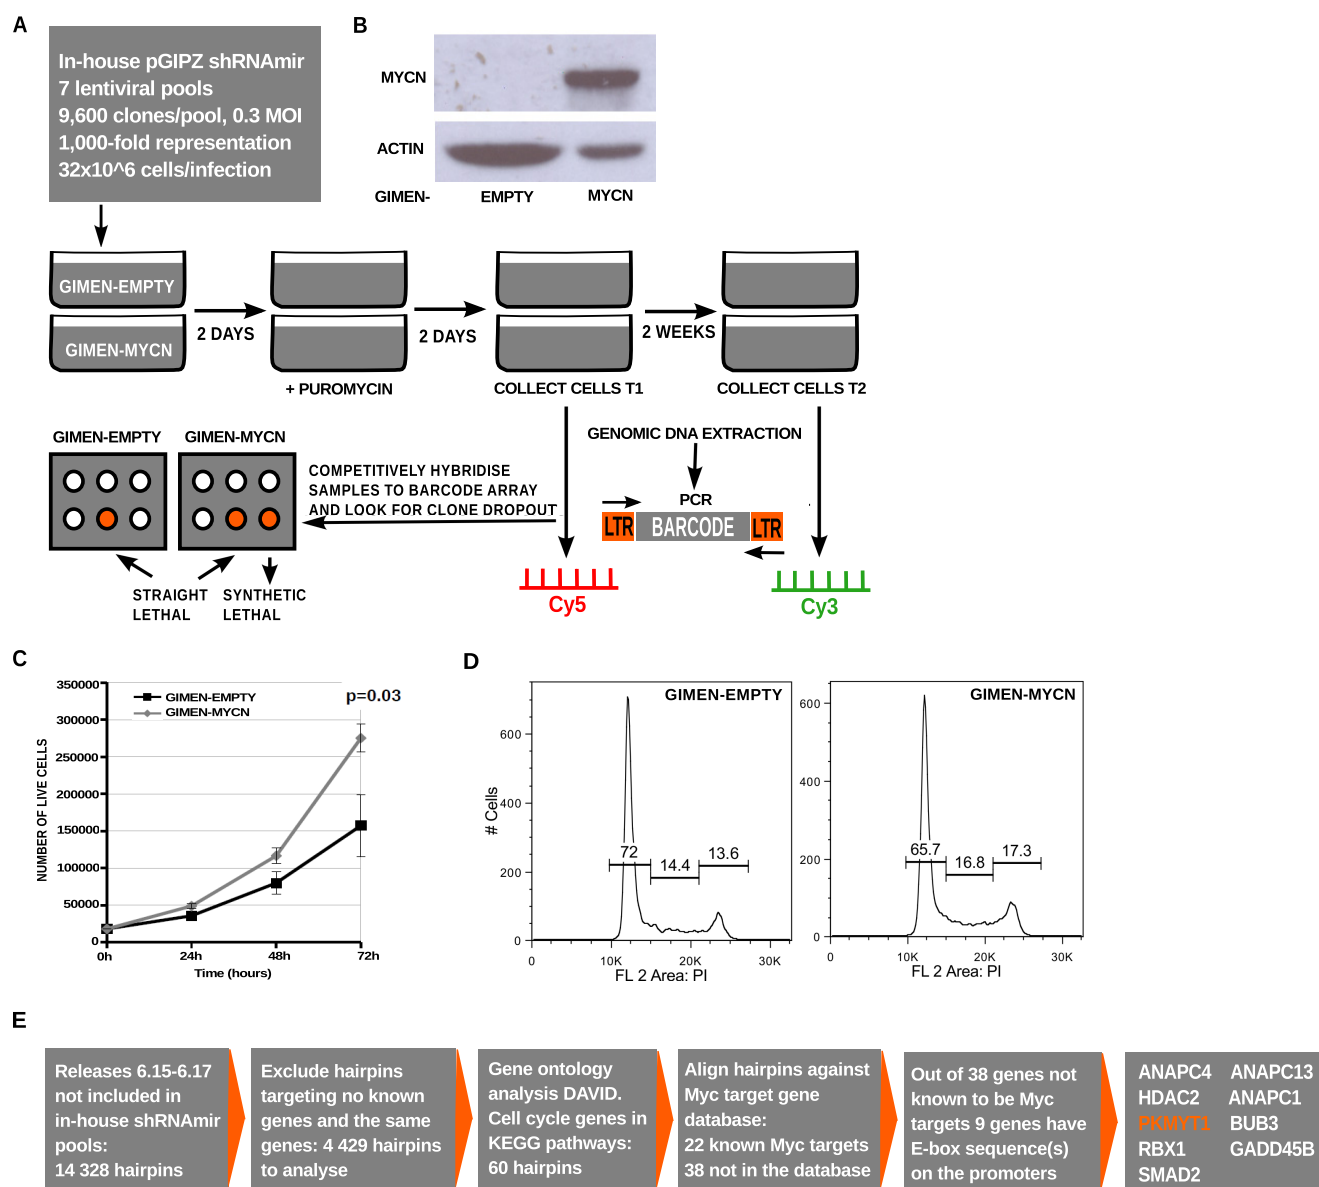 A
In-house pGIPZ shRNAmir
7 lentiviral pools
9,600 clones/pool, 0.3 MOI
1,000-fold representation
32x10^6 cells/infection
B
MYCN
ACTIN
GIMEN-
EMPTY
MYCN
GIMEN-EMPTY
GIMEN-MYCN
2 DAYS
+ PUROMYCIN
2 DAYS
COLLECT CELLS T1
2 WEEKS
COLLECT CELLS T2
GIMEN-EMPTY
GIMEN-MYCN
STRAIGHT
LETHAL
SYNTHETIC
LETHAL
COMPETITIVELY HYBRIDISE
SAMPLES TO BARCODE ARRAY
AND LOOK FOR CLONE DROPOUT
GENOMIC DNA EXTRACTION
PCR
LTR
BARCODE
LTR
Cy5
Cy3
C
NUMBER OF LIVE CELLS
350000
300000
250000
200000
150000
100000
50000
0
GIMEN-EMPTY
GIMEN-MYCN
p=0.03
0h
24h
48h
72h
Time (hours)
D
# Cells
GIMEN-EMPTY
600
400
200
0
72
14.4
13.6
0
10K
20K
30K
FL 2 Area: PI
GIMEN-MYCN
600
400
200
0
65.7
16.8
17.3
0
10K
20K
30K
FL 2 Area: PI
E
Releases 6.15-6.17
not included in
in-house shRNAmir
pools:
14 328 hairpins
Exclude hairpins
targeting no known
genes and the same
genes: 4 429 hairpins
to analyse
Gene ontology
analysis DAVID.
Cell cycle genes in
KEGG pathways:
60 hairpins
Align hairpins against
Myc target gene
database:
22 known Myc targets
38 not in the database
Out of 38 genes not
known to be Myc
targets 9 genes have
E-box sequence(s)
on the promoters
ANAPC4
HDAC2
PKMYT1
RBX1
SMAD2
ANAPC13
ANAPC1
BUB3
GADD45B